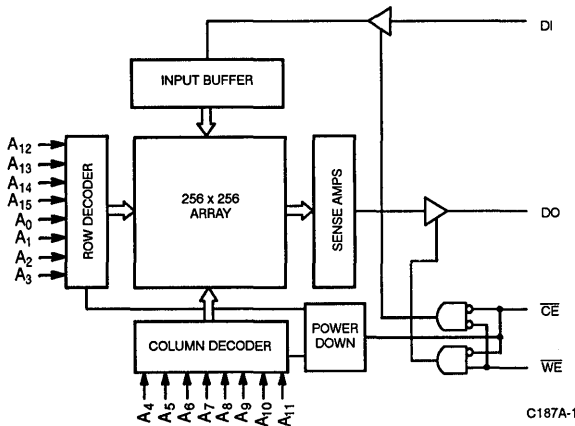 DI
INPUT BUFFER
A12
A13
A14
A15
A0
A1
A2
A3
ROW DECODER
256 x 256
ARRAY
SENSE AMPS
DO
COLUMN DECODER
POWER
DOWN
CE
WE
A4
A5
A6
A7
A8
A9
A10
A11
C187A-1